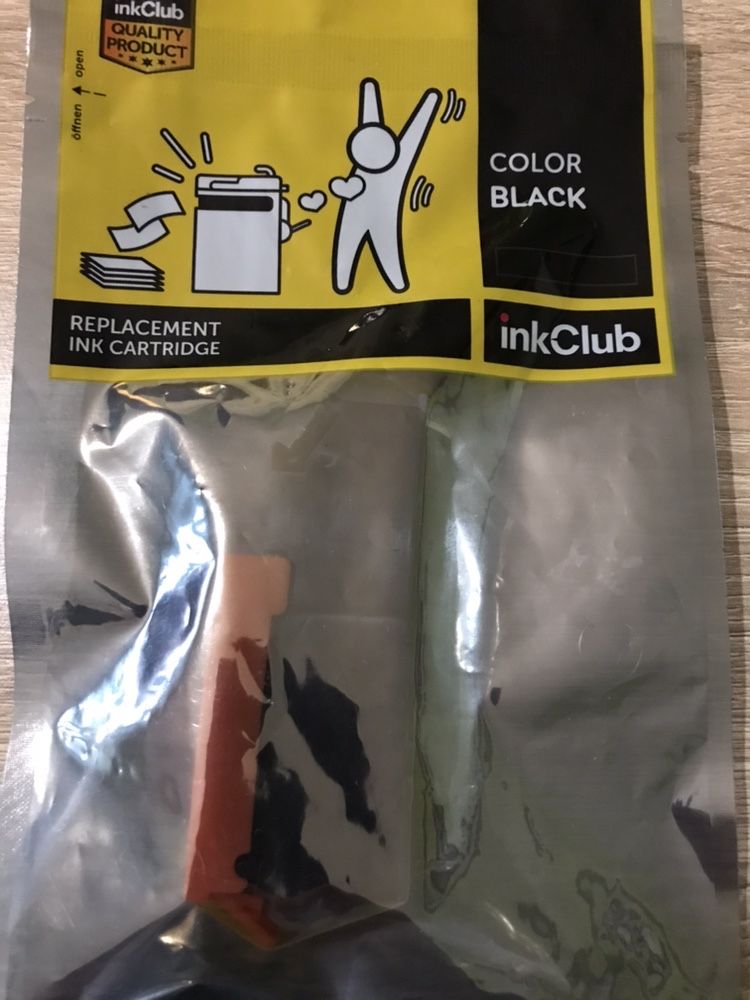 inkClub
QUALITY
PRODUCT
öffnen open
COLOR
BLACK
REPLACEMENT
INK CARTRIDGE
inkClub